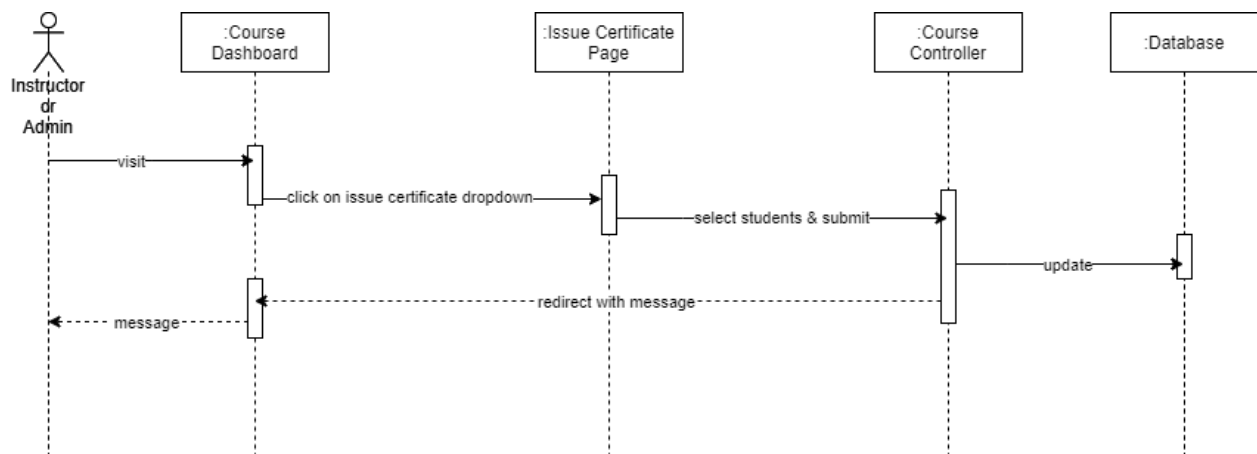 :Course
Dashboard
:Issue Certificate
Page
:Course
Controller
:Database
Instructor
dr
Admin
visit
click on issue certificate dropdown
select students & submit
update
redirect with message
message